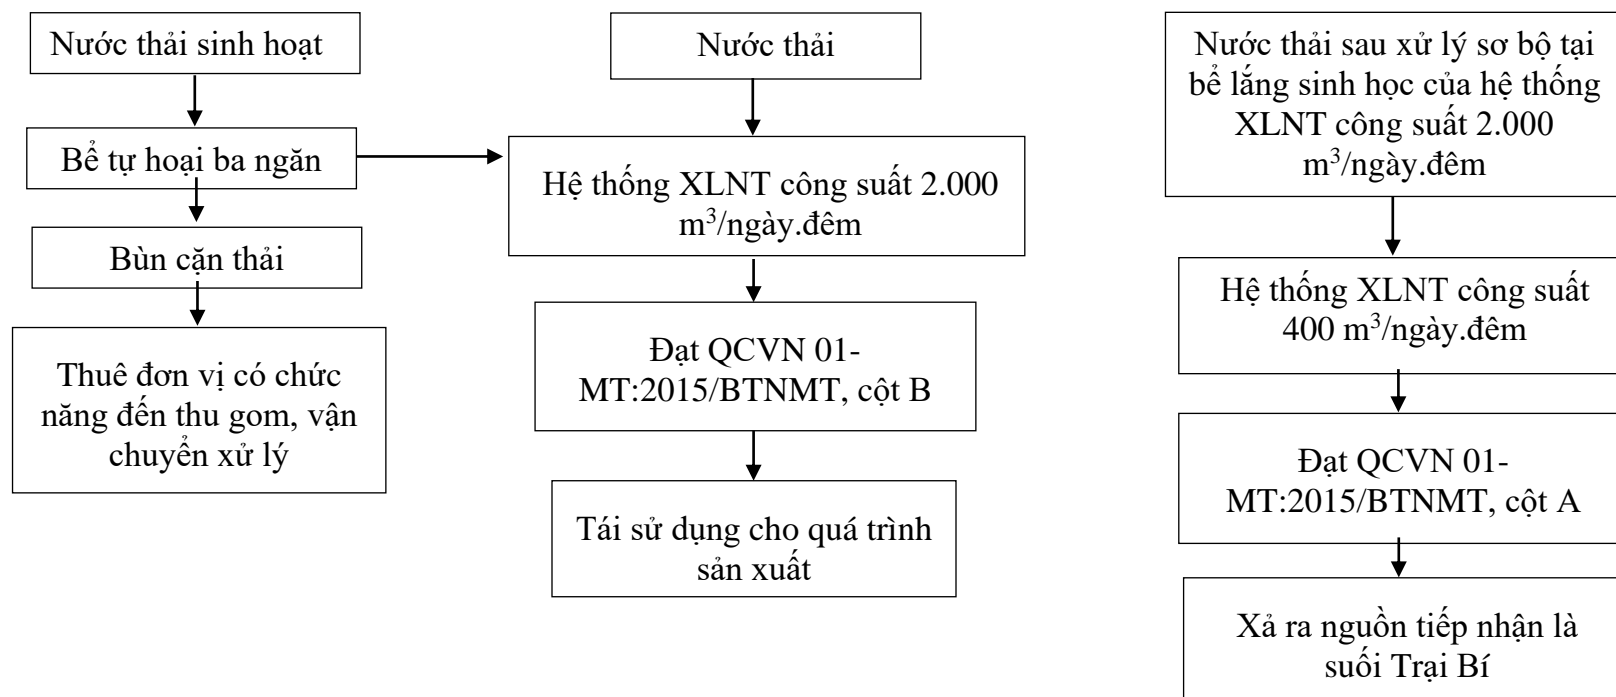 Nước thải sinh hoạt
Bể tự hoại ba ngăn
Bùn cặn thải
Thuê đơn vị có chức
năng đến thu gom, vận
chuyển xử lý
Nước thải
Hệ thống XLNT công suất 2.000
m³/ngày.đêm
Đạt QCVN 01-
MT:2015/BTNMT, cột B
Tái sử dụng cho quá trình
sản xuất
Nước thải sau xử lý sơ bộ tại
bể lắng sinh học của hệ thống
XLNT công suất 2.000
m³/ngày.đêm
Hệ thống XLNT công suất
400 m³/ngày.đêm
Đạt QCVN 01-
MT:2015/BTNMT, cột A
Xả ra nguồn tiếp nhận là
suối Trại Bí